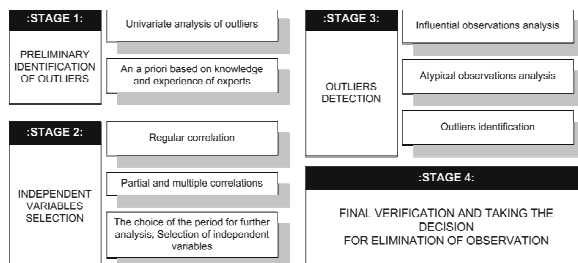 :STAGE 1:
PRELIMINARY
IDENTIFICATION
OF OUTLIERS
Univariate analysis of outliers
An a priori based on knowledge
and experience of experts
:STAGE 2:
INDEPENDENT
VARIABLES
SELECTION
Regular correlation
Partial and multiple correlations
The choice of the period for further
analysis; Selection of independent
variables
:STAGE 3:
OUTLIERS
DETECTION
Influential observations analysis
Atypical observations analysis
Outliers identification
:STAGE 4:
FINAL VERIFICATION AND TAKING THE
DECISION
FOR ELIMINATION OF OBSERVATION